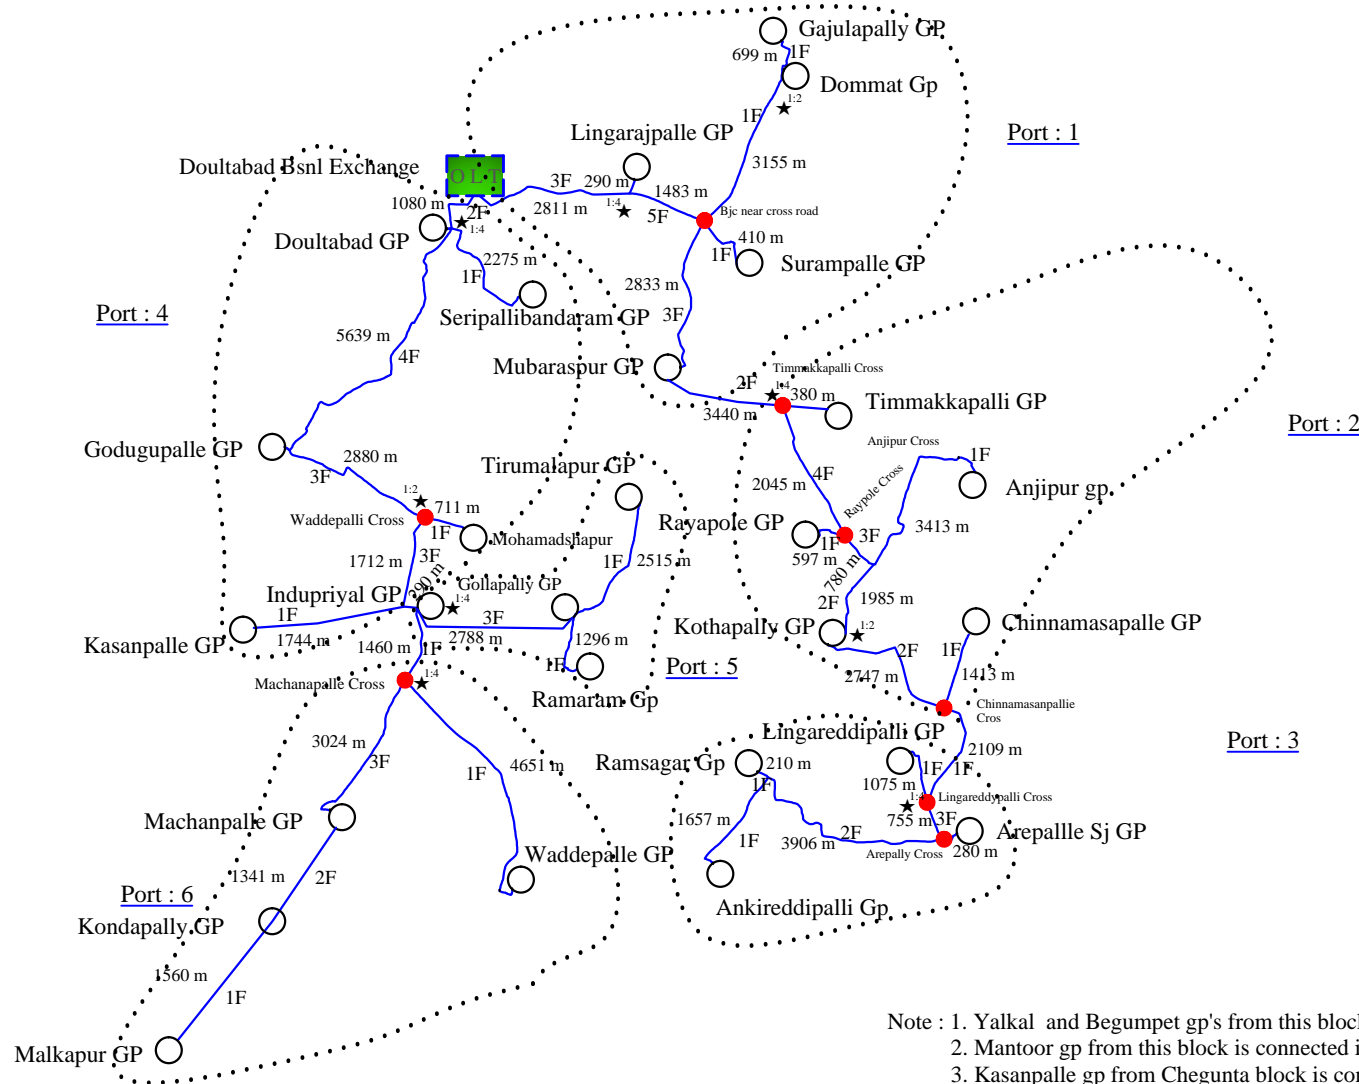 Gajulapally GP
699 m
1F
Dommat Gp
1:2
1F
Lingarajpalle GP
Port : 1
3155 m
Doultabad Bsnl Exchange
O L T
3F
290 m
1483 m
1080 m
2F
2811 m
1:4
5F
Bjc near cross road
1:4
Doultabad GP
410 m
1F
2275 m
Surampalle GP
1F
2833 m
Port : 4
Seripallibandaram GP
3F
5639 m
4F
Mubaraspur GP
Timmakkapalli Cross
2F
1:4
380 m
3440 m
Timmakkapalli GP
Port : 2
Anjipur Cross
Godugupalle GP
2880 m
Tirumalapur GP
1F
3F
4F
2045 m
Raypole Cross
Anjipur gp
1:2
711 m
Rayapole GP
3413 m
Waddepalli Cross
1F
Mohamadshapur
1F
3F
597 m
3F
1712 m
2515 m
1F
780 m
290 m
Gollapally GP
Indupriyal GP
1:4
2F
1985 m
1F
3F
Kothapally GP
1:2
Chinnamasapalle GP
Kasanpalle GP
1744 m
2788 m
1296 m
2F
1F
1460 m
1F
1F
Port : 5
2747 m
1413 m
Machanapalle Cross
1:4
Ramaram Gp
Chinnamasanpallie
Cros
Lingareddipalli GP
Port : 3
3024 m
2109 m
3F
4651 m
Ramsagar Gp
210 m
1F
1F
1F
1075 m
1F
1:4
Lingareddypalli Cross
Machanpalle GP
1657 m
755 m
3F
Arepallle Sj GP
1F
3906 m
2F
Arepally Cross
280 m
Waddepalle GP
1341 m
2F
Port : 6
Ankireddipalli Gp
Kondapally GP
1560 m
1F
Note : 1. Yalkal and Begumpet gp's from this bloc
2. Mantoor gp from this block is connected i
Malkapur GP
3. Kasanpalle gp from Chegunta block is co